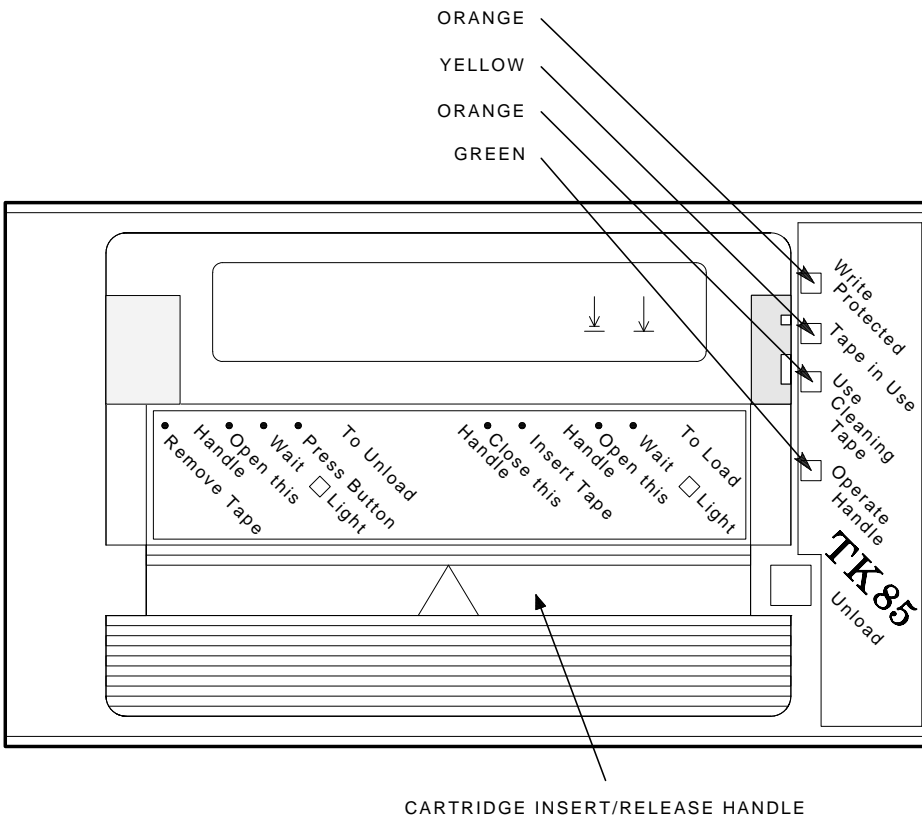 ORANGE
YELLOW
ORANGE
GREEN
Write
Protected
Tape in Use
Use
Cleaning
Tape
Operate
Handle
TK85
Unload
To Unload
Press Button
Wait
Light
Open this
Handle
Remove Tape
To Load
Wait
Light
Open this
Handle
Insert Tape
Close this
Handle
CARTRIDGE INSERT/RELEASE HANDLE